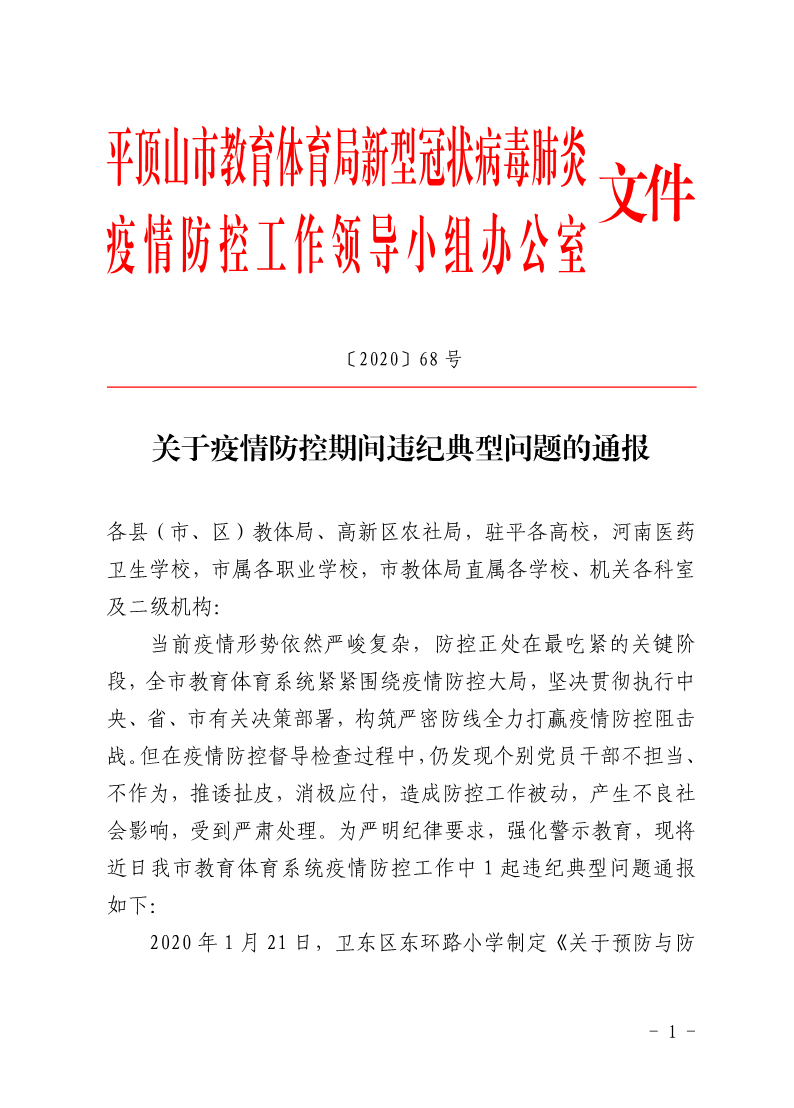 平顶山市教育体育局新型冠状病毒肺炎
疫情防控工作领导小组办公室
文件
〔2020〕68 号
关于疫情防控期间违纪典型问题的通报
各县（市、区）教体局、高新区农社局，驻平各高校，河南医药
卫生学校，市属各职业学校，市教体局直属各学校、机关各科室
及二级机构：
当前疫情形势依然严峻复杂，防控正处在最吃紧的关键阶
段，全市教育体育系统紧紧围绕疫情防控大局，坚决贯彻执行中
央、省、市有关决策部署，构筑严密防线全力打赢疫情防控阻击
战。但在疫情防控督导检查过程中，仍发现个别党员干部不担当、
不作为，推诿扯皮，消极应付，造成防控工作被动，产生不良社
会影响，受到严肃处理。为严明纪律要求，强化警示教育，现将
近日我市教育体育系统疫情防控工作中 1 起违纪典型问题通报
如下：
2020 年 1 月 21 日，卫东区东环路小学制定《关于预防与防
- 1 -